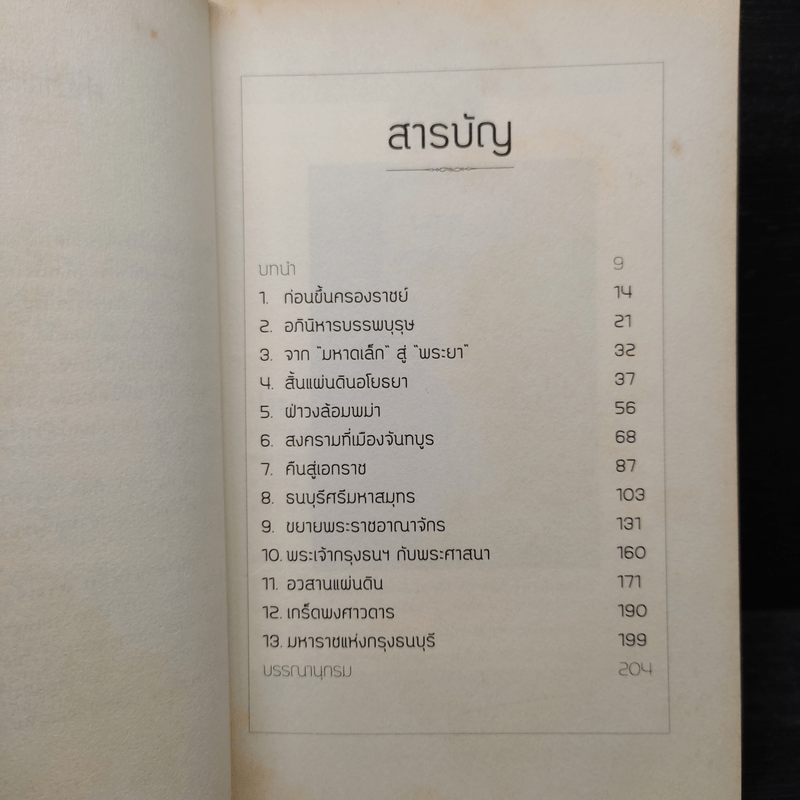 สารบัญ
บทนำ 9
1. ก่อนขึ้นครองราชย์ 14
2. อภินิหารบรรพบุรุษ 21
3. จาก "มหาดเล็ก" สู่ "พระยา" 32
4. สิ้นแผ่นดินอโยธยา 37
5. ฝ่าวงล้อมพม่า 56
6. สงครามที่เมืองจันทบูร 68
7. คืนสู่เอกราช 87
8. ธนบุรีศรีมหาสมุทร 103
9. ขยายพระราชอาณาจักร 131
10. พระเจ้ากรุงธนฯ กับพระศาสนา 160
11. อวสานแผ่นดิน 171
12. เกร็ดพงศาวดาร 190
13. มหาราชแห่งกรุงธนบุรี 199
บรรณานุกรม 204